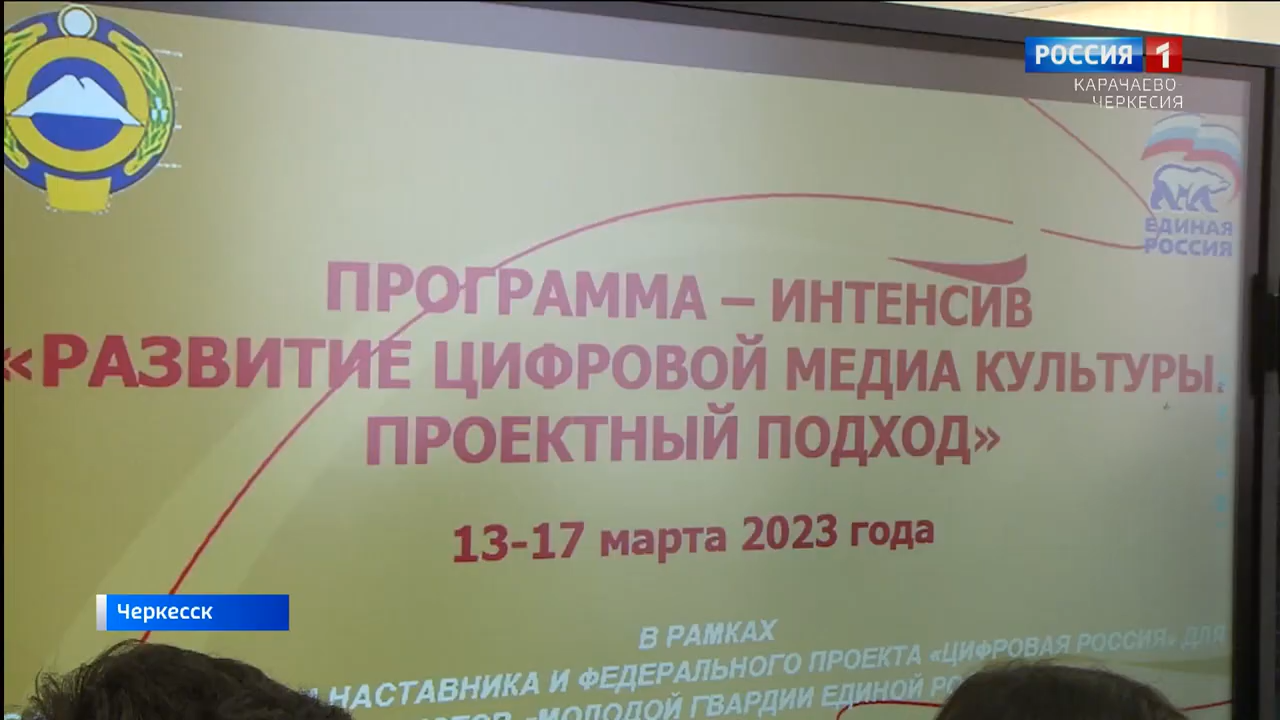 РОССИЯ 1
КАРАЧАЕВО-
ЧЕРКЕСИЯ
ЕДИНАЯ
РОССИЯ
ПРОГРАММА – ИНТЕНСИВ
«РАЗВИТИЕ ЦИФРОВОЙ МЕДИА КУЛЬТУРЫ.
ПРОЕКТНЫЙ ПОДХОД»
13-17 марта 2023 года
Черкесск
В РАМКАХ
НАСТАВНИКА И ФЕДЕРАЛЬНОГО ПРОЕКТА «ЦИФРОВАЯ РОССИЯ» ДЛЯ
«МОЛОДОЙ ГВАРДИИ ЕДИНОЙ